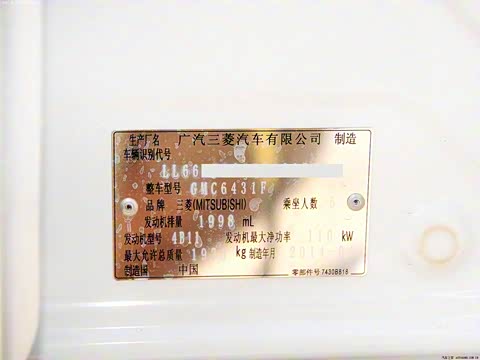 生产厂名 广汽三菱汽车有限公司 制造
车辆识别代号
LL66
整车型号 GMC6431F
品牌 三菱(MITSUBISHI) 乘坐人数
发动机排量 1998 mL
发动机型号 发动机最大净功率 110 kW
最大允许总质量 kg 制造年月
制造国 中国
零部件号:7430B818